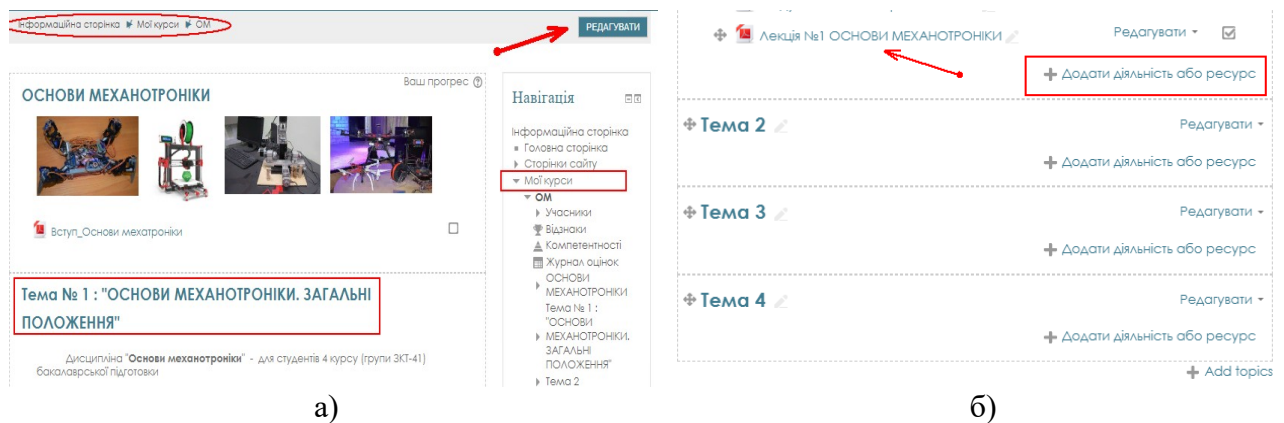 Інформаційна сторінка Мої курси ОМ
РЕДАГУВАТИ
Ваш прогрес
ОСНОВИ МЕХАНОТРОНІКИ
Вступ_Основи мехатроніки
Тема № 1 : "ОСНОВИ МЕХАНОТРОНІКИ. ЗАГАЛЬНІ
ПОЛОЖЕННЯ"
Дисципліна "Основи механотроніки" - для студентів 4 курсу (групи ЗКТ-41)
бакалаврської підготовки
Навігація
Інформаційна сторінка
Головна сторінка
Сторінки сайту
Мої курси
ОМ
Учасники
Відзнаки
Компетентності
Журнал оцінок
ОСНОВИ
МЕХАНОТРОНІКИ
Тема № 1 :
"ОСНОВИ
МЕХАНОТРОНІКИ.
ЗАГАЛЬНІ
ПОЛОЖЕННЯ"
Тема 2
а)
Лекція №1 ОСНОВИ МЕХАНОТРОНІКИ
Редагувати
Додати діяльність або ресурс
Тема 2
Редагувати
Додати діяльність або ресурс
Тема 3
Редагувати
Додати діяльність або ресурс
Тема 4
Редагувати
Додати діяльність або ресурс
Add topics
б)